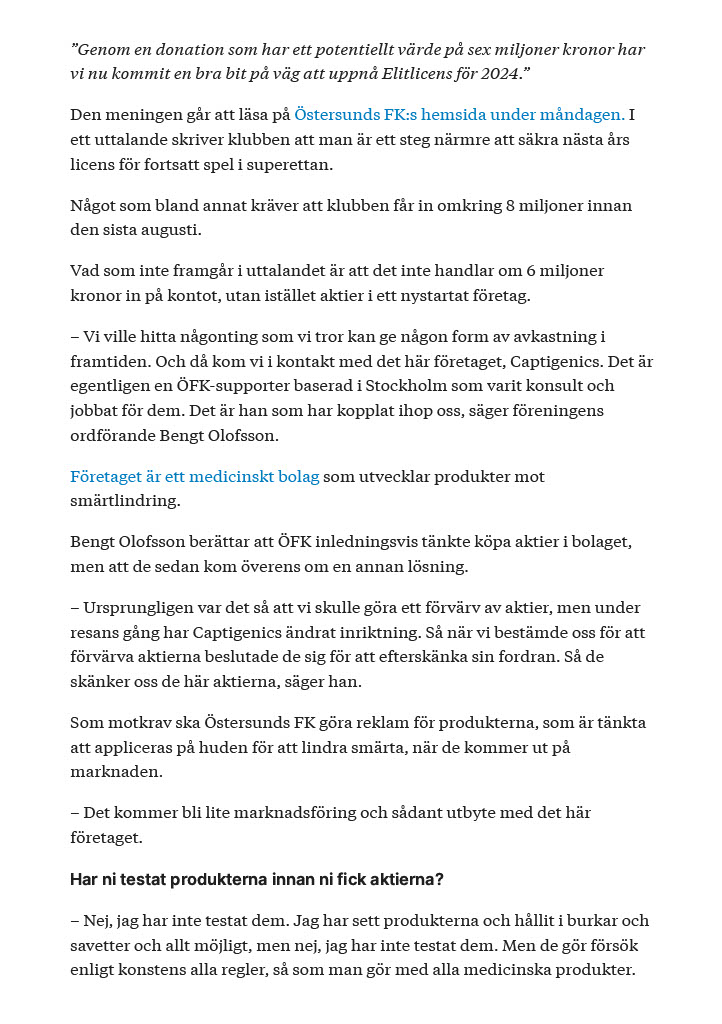 ”Genom en donation som har ett potentiellt värde på sex miljoner kronor har
vi nu kommit en bra bit på väg att uppnå Elitlicens för 2024.”
Den meningen går att läsa på Östersunds FK:s hemsida under måndagen. I
ett uttalande skriver klubben att man är ett steg närmre att säkra nästa års
licens för fortsatt spel i superettan.
Något som bland annat kräver att klubben får in omkring 8 miljoner innan
den sista augusti.
Vad som inte framgår i uttalandet är att det inte handlar om 6 miljoner
kronor in på kontot, utan istället aktier i ett nystartat företag.
– Vi ville hitta någonting som vi tror kan ge någon form av avkastning i
framtiden. Och då kom vi i kontakt med det här företaget, Captigenics. Det är
egentligen en ÖFK-supporter baserad i Stockholm som varit konsult och
jobbat för dem. Det är han som har kopplat ihop oss, säger föreningens
ordförande Bengt Olofsson.
Företaget är ett medicinskt bolag som utvecklar produkter mot
smärtlindring.
Bengt Olofsson berättar att ÖFK inledningsvis tänkte köpa aktier i bolaget,
men att de sedan kom överens om en annan lösning.
– Ursprungligen var det så att vi skulle göra ett förvärv av aktier, men under
resans gång har Captigenics ändrat inriktning. Så när vi bestämde oss för att
förvärva aktierna beslutade de sig för att efterskänka sin fordran. Så de
skänker oss de här aktierna, säger han.
Som motkrav ska Östersunds FK göra reklam för produkterna, som är tänkta
att appliceras på huden för att lindra smärta, när de kommer ut på
marknaden.
– Det kommer bli lite marknadsföring och sådant utbyte med det här
företaget.
Har ni testat produkterna innan ni fick aktierna?
– Nej, jag har inte testat dem. Jag har sett produkterna och hållit i burkar och
savetter och allt möjligt, men nej, jag har inte testat dem. Men de gör försök
enligt konstens alla regler, så som man gör med alla medicinska produkter.